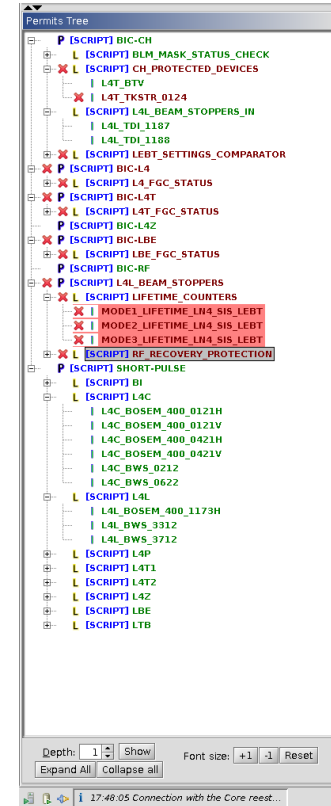 Permits Tree
P [SCRIPT] BIC-CH
L [SCRIPT] BLM_MASK_STATUS_CHECK
L [SCRIPT] CH_PROTECTED_DEVICES
I L4T_BTV
I L4T_TKSTR_0124
L [SCRIPT] L4L_BEAM_STOPPERS_IN
I L4L_TDI_1187
I L4L_TDI_1188
L [SCRIPT] LEBT_SETTINGS_COMPARATOR
P [SCRIPT] BIC-L4
L [SCRIPT] L4_FGC_STATUS
P [SCRIPT] BIC-L4T
L [SCRIPT] L4T_FGC_STATUS
P [SCRIPT] BIC-L4Z
P [SCRIPT] BIC-LBE
L [SCRIPT] LBE_FGC_STATUS
P [SCRIPT] BIC-RF
P [SCRIPT] L4L_BEAM_STOPPERS
L [SCRIPT] LIFETIME_COUNTERS
I MODE1_LIFETIME_LN4_SIS_LEBT
I MODE2_LIFETIME_LN4_SIS_LEBT
I MODE3_LIFETIME_LN4_SIS_LEBT
L [SCRIPT] RF_RECOVERY_PROTECTION
P [SCRIPT] SHORT-PULSE
L [SCRIPT] BI
L [SCRIPT] L4C
I L4C_BOSEM_400_0121H
I L4C_BOSEM_400_0121V
I L4C_BOSEM_400_0421H
I L4C_BOSEM_400_0421V
I L4C_BWS_0212
I L4C_BWS_0622
L [SCRIPT] L4L
I L4L_BOSEM_400_1173H
I L4L_BWS_3312
I L4L_BWS_3712
L [SCRIPT] L4P
L [SCRIPT] L4T1
L [SCRIPT] L4T2
L [SCRIPT] L4Z
L [SCRIPT] LBE
L [SCRIPT] LTB
Depth: 1 Show Font size: +1 -1 Reset
Expand All Collapse all
i 17:48:05 Connection with the Core reest...